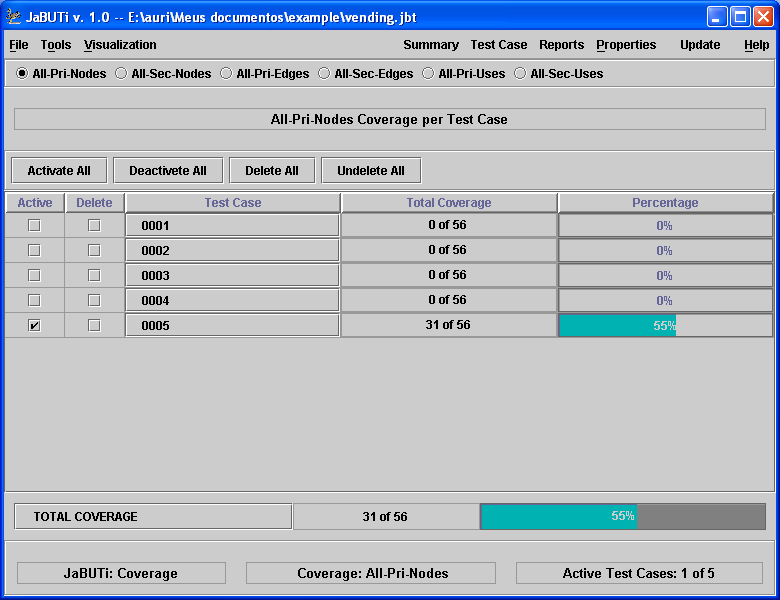 JaBUTi v. 1.0 -- E:\auri\Meus documentos\example\vending.jbt
File Tools Visualization Summary Test Case Reports Properties Update Help
All-Pri-Nodes All-Sec-Nodes All-Pri-Edges All-Sec-Edges All-Pri-Uses All-Sec-Uses
All-Pri-Nodes Coverage per Test Case
Activate All Deactivete All Delete All Undelete All
Active Delete Test Case Total Coverage Percentage
0001 0 of 56 0%
0002 0 of 56 0%
0003 0 of 56 0%
0004 0 of 56 0%
0005 31 of 56 55%
TOTAL COVERAGE 31 of 56 55%
JaBUTi: Coverage Coverage: All-Pri-Nodes Active Test Cases: 1 of 5